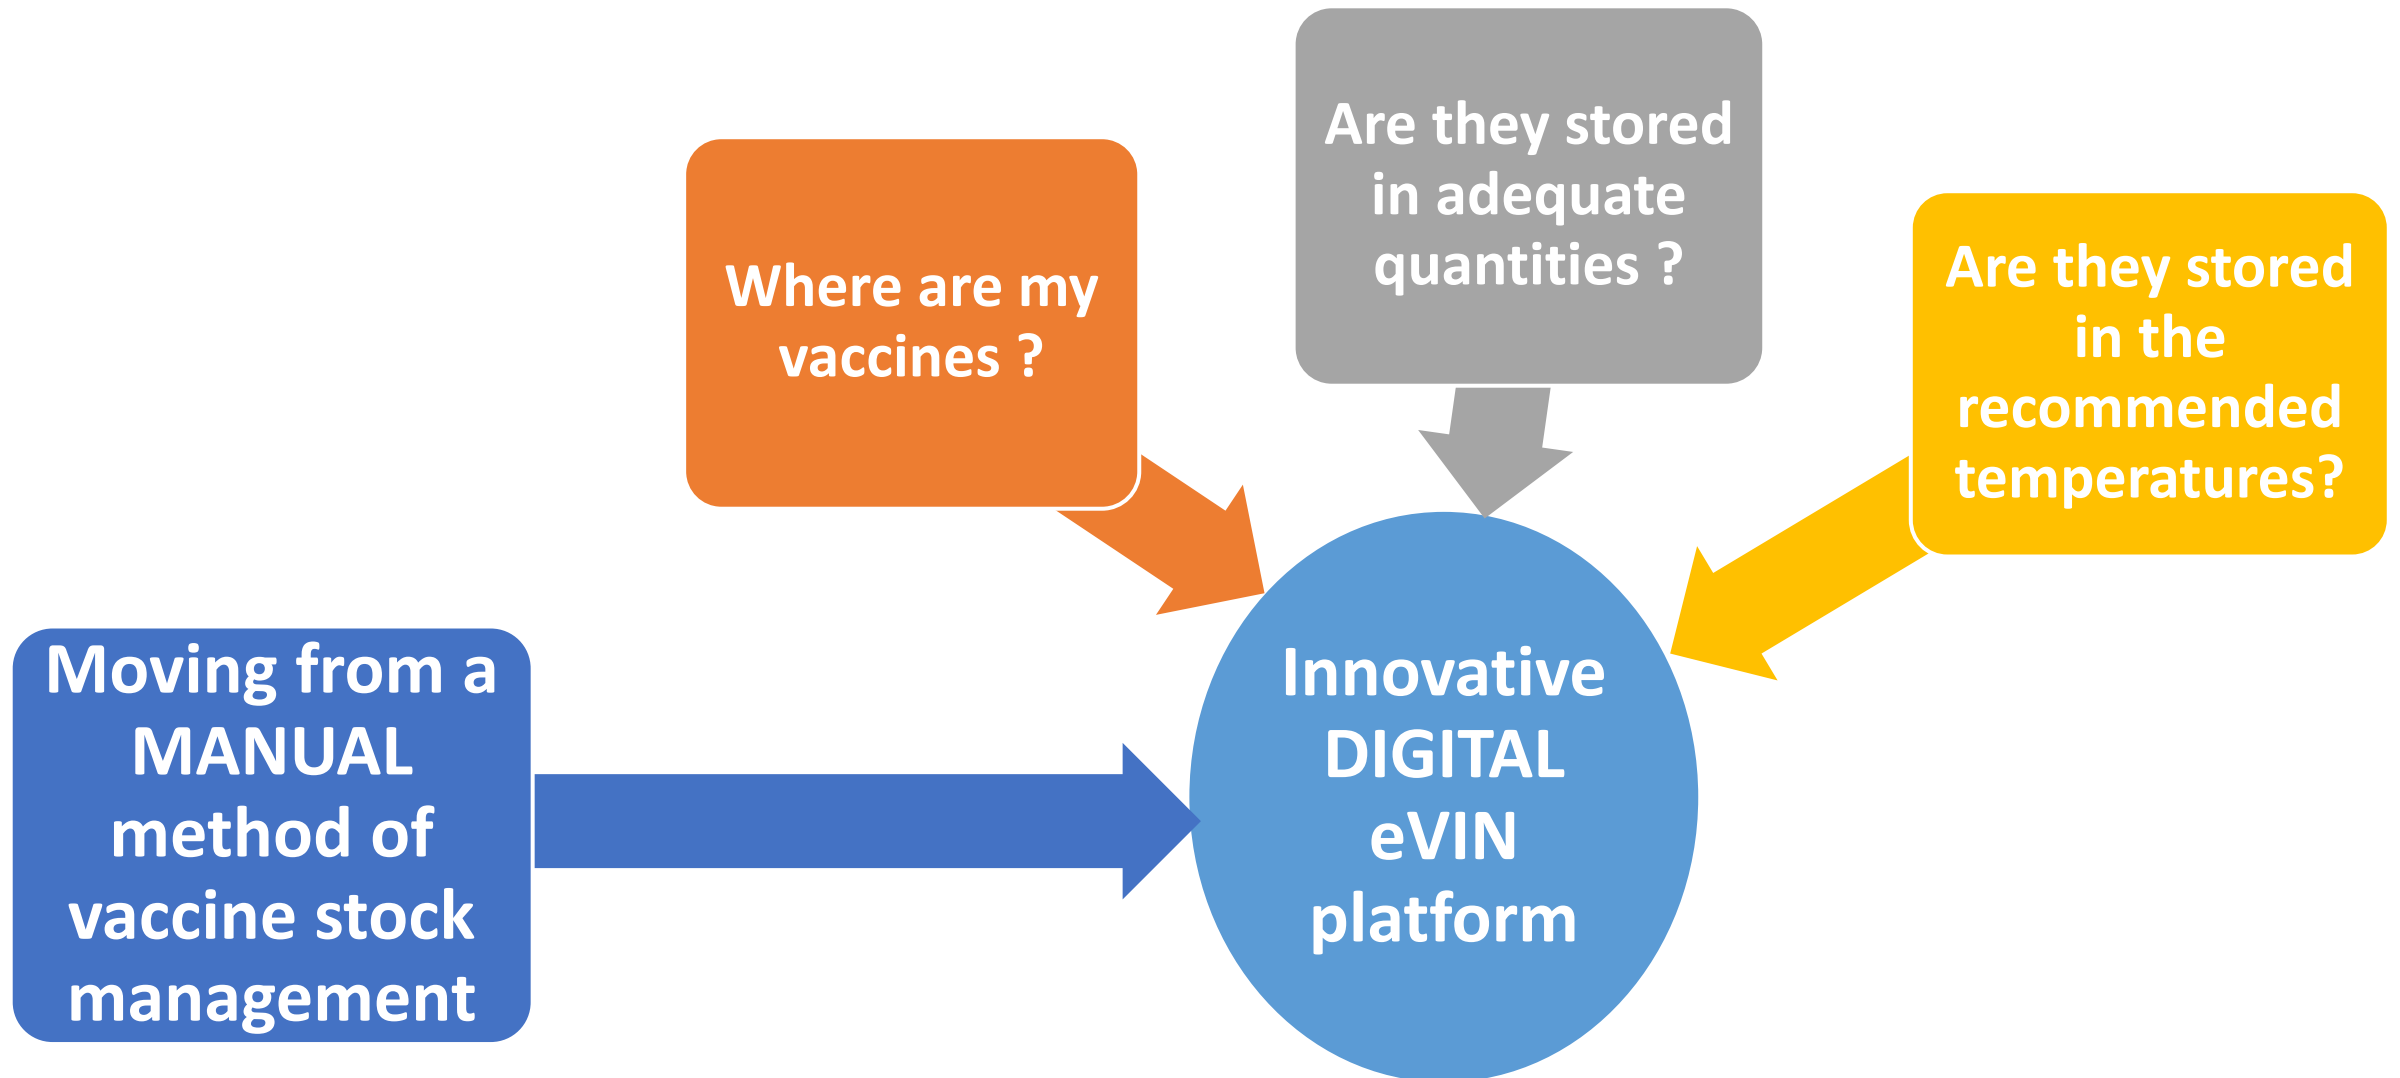 Are they stored
in adequate
quantities ?
Where are my
vaccines ?
Are they stored
in the
recommended
temperatures?
Moving from a
MANUAL
method of
vaccine stock
management
Innovative
DIGITAL
eVIN
platform